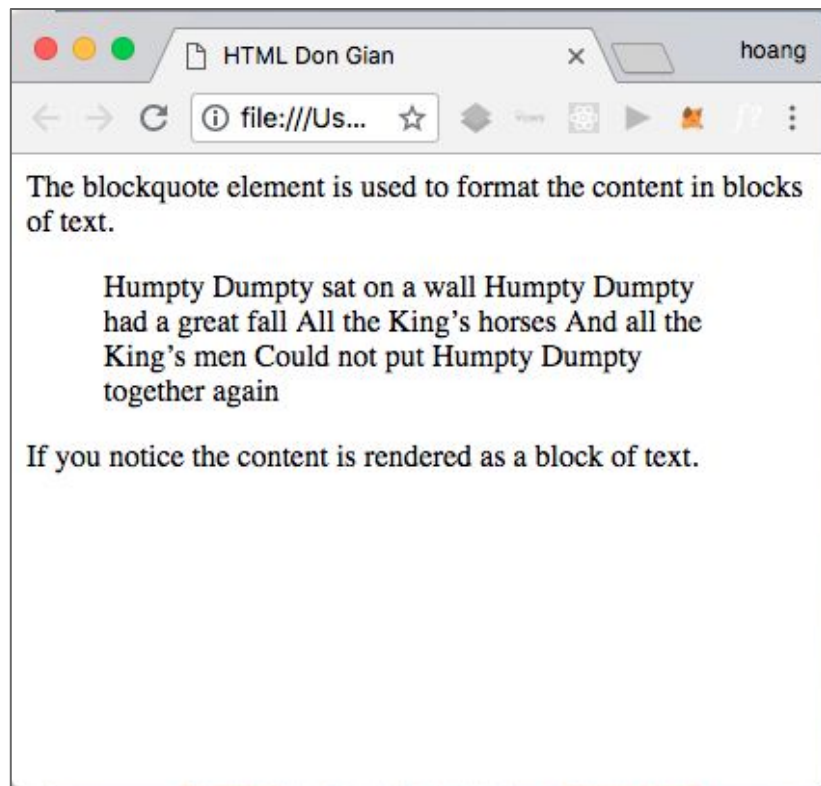 HTML Don Gian
hoang
file:///Us...
The blockquote element is used to format the content in blocks
of text.
Humpty Dumpty sat on a wall Humpty Dumpty
had a great fall All the King’s horses And all the
King’s men Could not put Humpty Dumpty
together again
If you notice the content is rendered as a block of text.